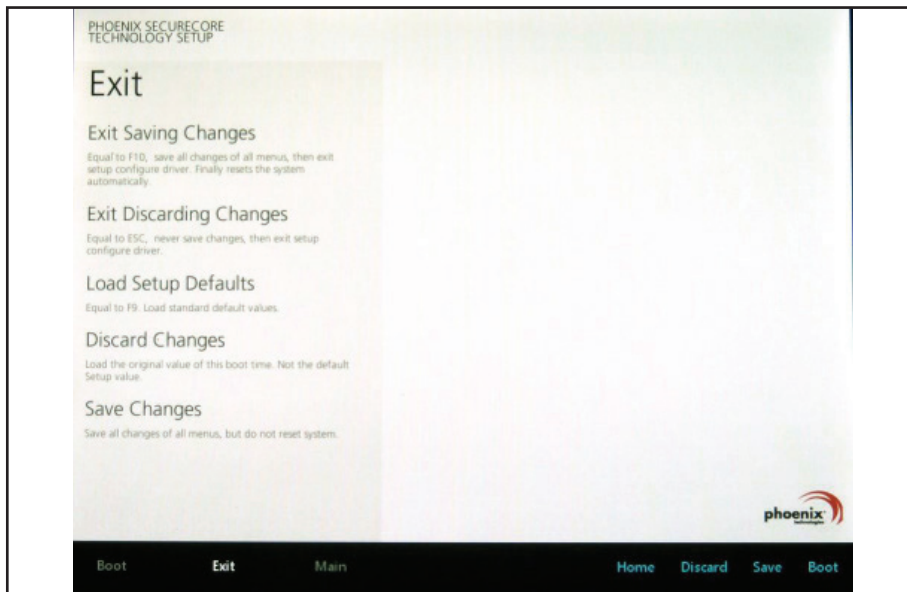 PHOENIX SECURECORE
TECHNOLOGY SETUP
Exit
Exit Saving Changes
Equal to F10, save all changes of all menus, then exit
setup configure driver. Finally resets the system
automatically.
Exit Discarding Changes
Equal to ESC, never save changes, then exit setup
configure driver.
Load Setup Defaults
Equal to F9. Load standard default values.
Discard Changes
Load the original value of this boot time. Not the default
Setup value.
Save Changes
Save all changes of all menus, but do not reset system.
phoenix
technologies
Boot Exit Main Home Discard Save Boot